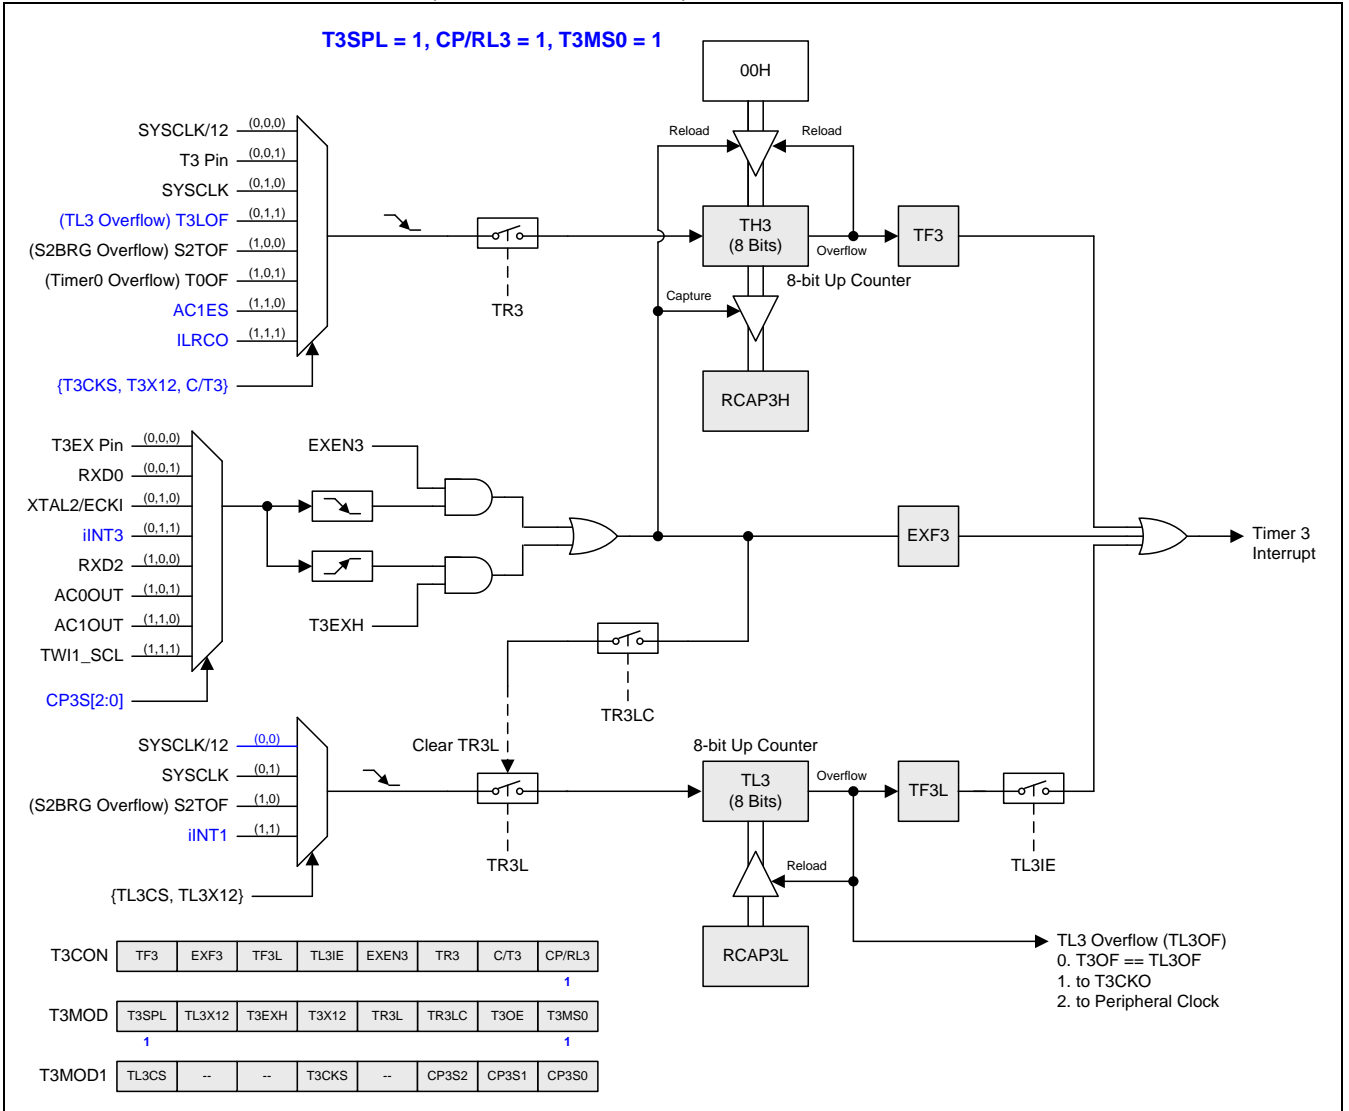 T3SPL = 1, CP/RL3 = 1, T3MS0 = 1
00H
Reload
Reload
SYSCLK/12 (0,0,0)
T3 Pin (0,0,1)
SYSCLK (0,1,0)
(TL3 Overflow) T3LOF (0,1,1)
(S2BRG Overflow) S2TOF (1,0,0)
(Timer0 Overflow) T0OF (1,0,1)
AC1ES (1,1,0)
ILRCO (1,1,1)
{T3CKS, T3X12, C/T3}
TR3
TH3
(8 Bits)
Overflow
TF3
8-bit Up Counter
Capture
RCAP3H
T3EX Pin (0,0,0)
RXD0 (0,0,1)
XTAL2/ECKI (0,1,0)
iINT3 (0,1,1)
RXD2 (1,0,0)
AC0OUT (1,0,1)
AC1OUT (1,1,0)
TWI1_SCL (1,1,1)
CP3S[2:0]
EXEN3
T3EXH
EXF3
Timer 3
Interrupt
TR3LC
SYSCLK/12 (0,0)
SYSCLK (0,1)
(S2BRG Overflow) S2TOF (1,0)
iINT1 (1,1)
{TL3CS, TL3X12}
Clear TR3L
TR3L
8-bit Up Counter
TL3
(8 Bits)
Overflow
TF3L
TL3IE
Reload
RCAP3L
TL3 Overflow (TL3OF)
0. T3OF == TL3OF
1. to T3CKO
2. to Peripheral Clock
T3CON TF3 EXF3 TF3L TL3IE EXEN3 TR3 C/T3 CP/RL3
1
T3MOD T3SPL TL3X12 T3EXH T3X12 TR3L TR3LC T3OE T3MS0
1 1
T3MOD1 TL3CS -- -- T3CKS -- CP3S2 CP3S1 CP3S0